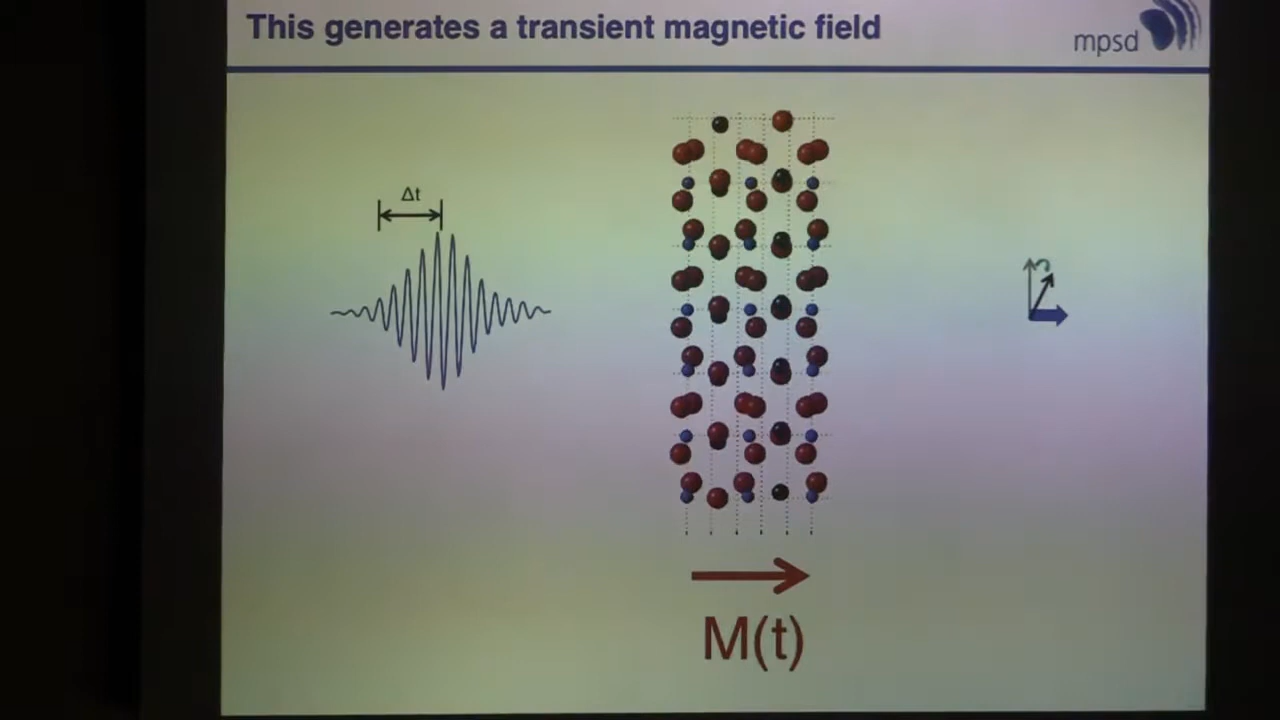 This generates a transient magnetic field
mpsd
Δt
M(t)